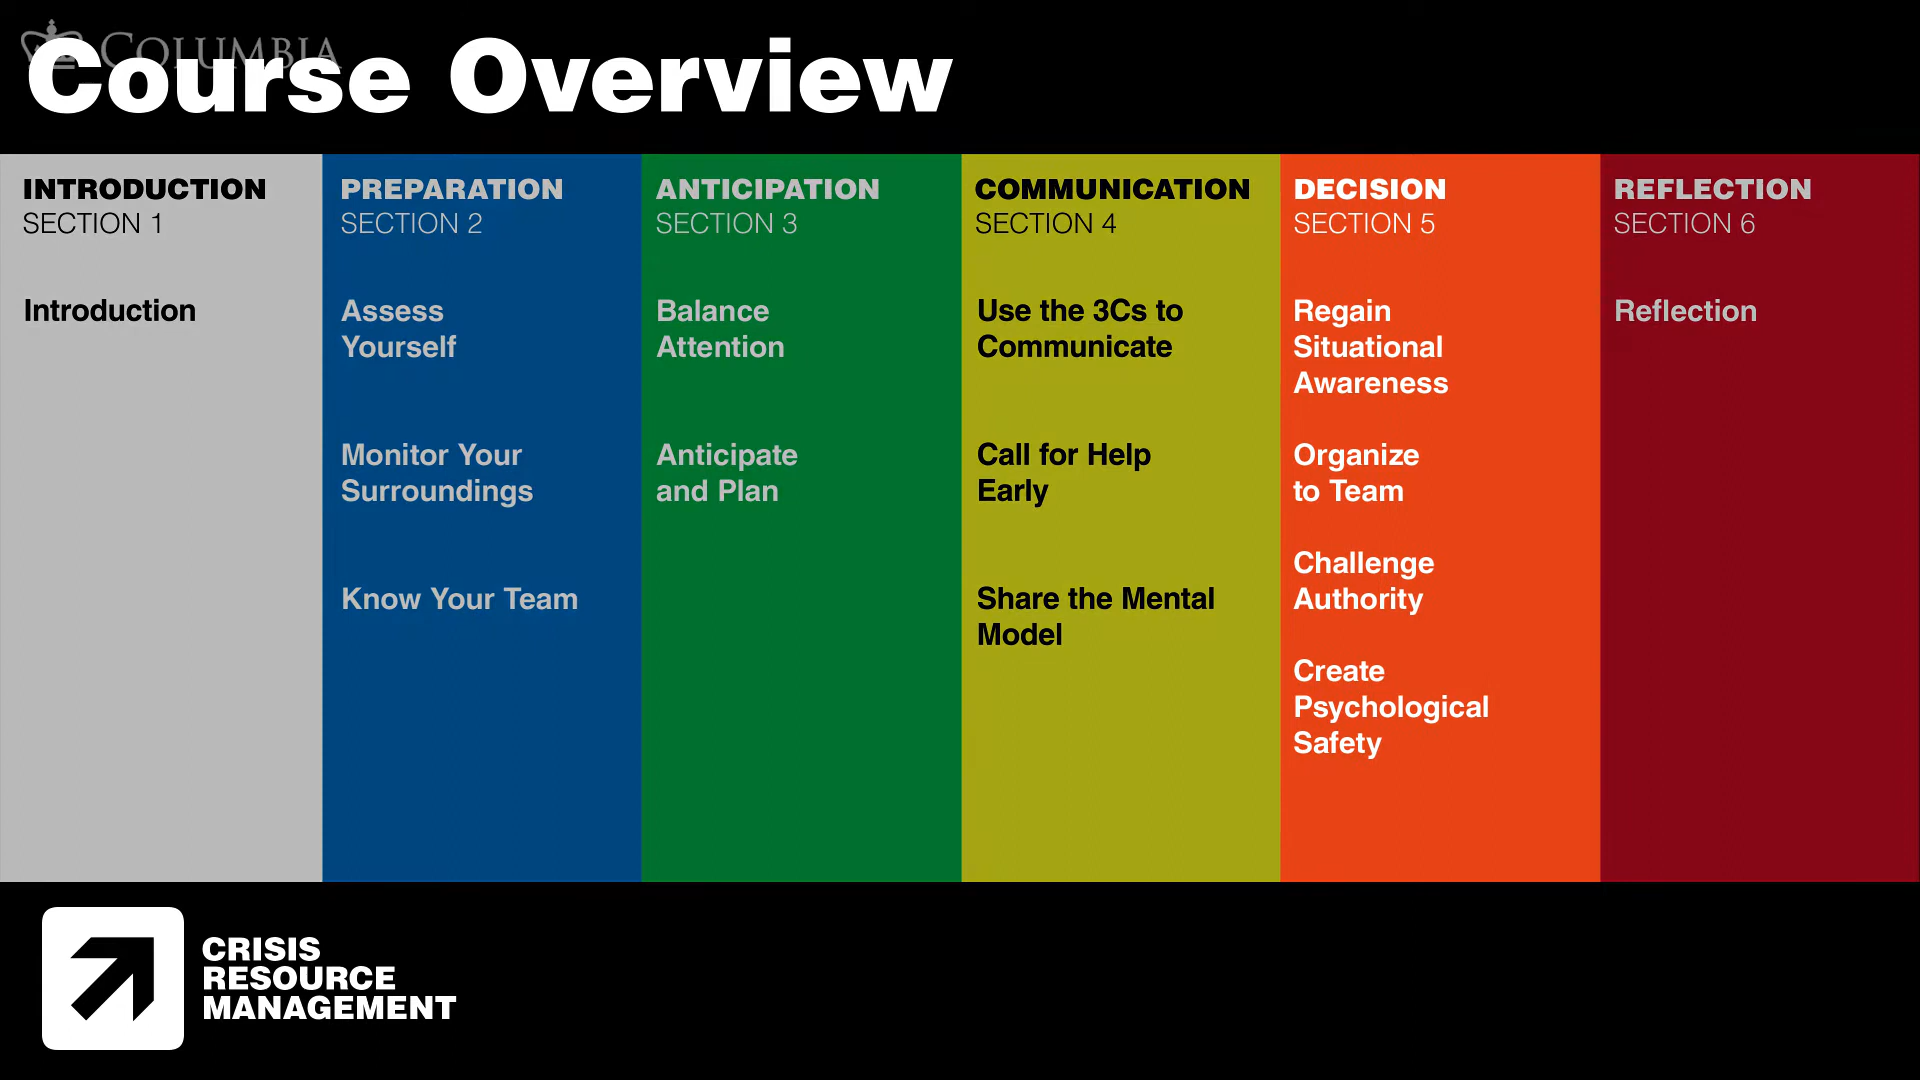 COLUMBIA
Course Overview
INTRODUCTION
SECTION 1
Introduction
PREPARATION
SECTION 2
Assess
Yourself
Monitor Your
Surroundings
Know Your Team
ANTICIPATION
SECTION 3
Balance
Attention
Anticipate
and Plan
COMMUNICATION
SECTION 4
Use the 3Cs to
Communicate
Call for Help
Early
Share the Mental
Model
DECISION
SECTION 5
Regain
Situational
Awareness
Organize
to Team
Challenge
Authority
Create
Psychological
Safety
REFLECTION
SECTION 6
Reflection
CRISIS
RESOURCE
MANAGEMENT